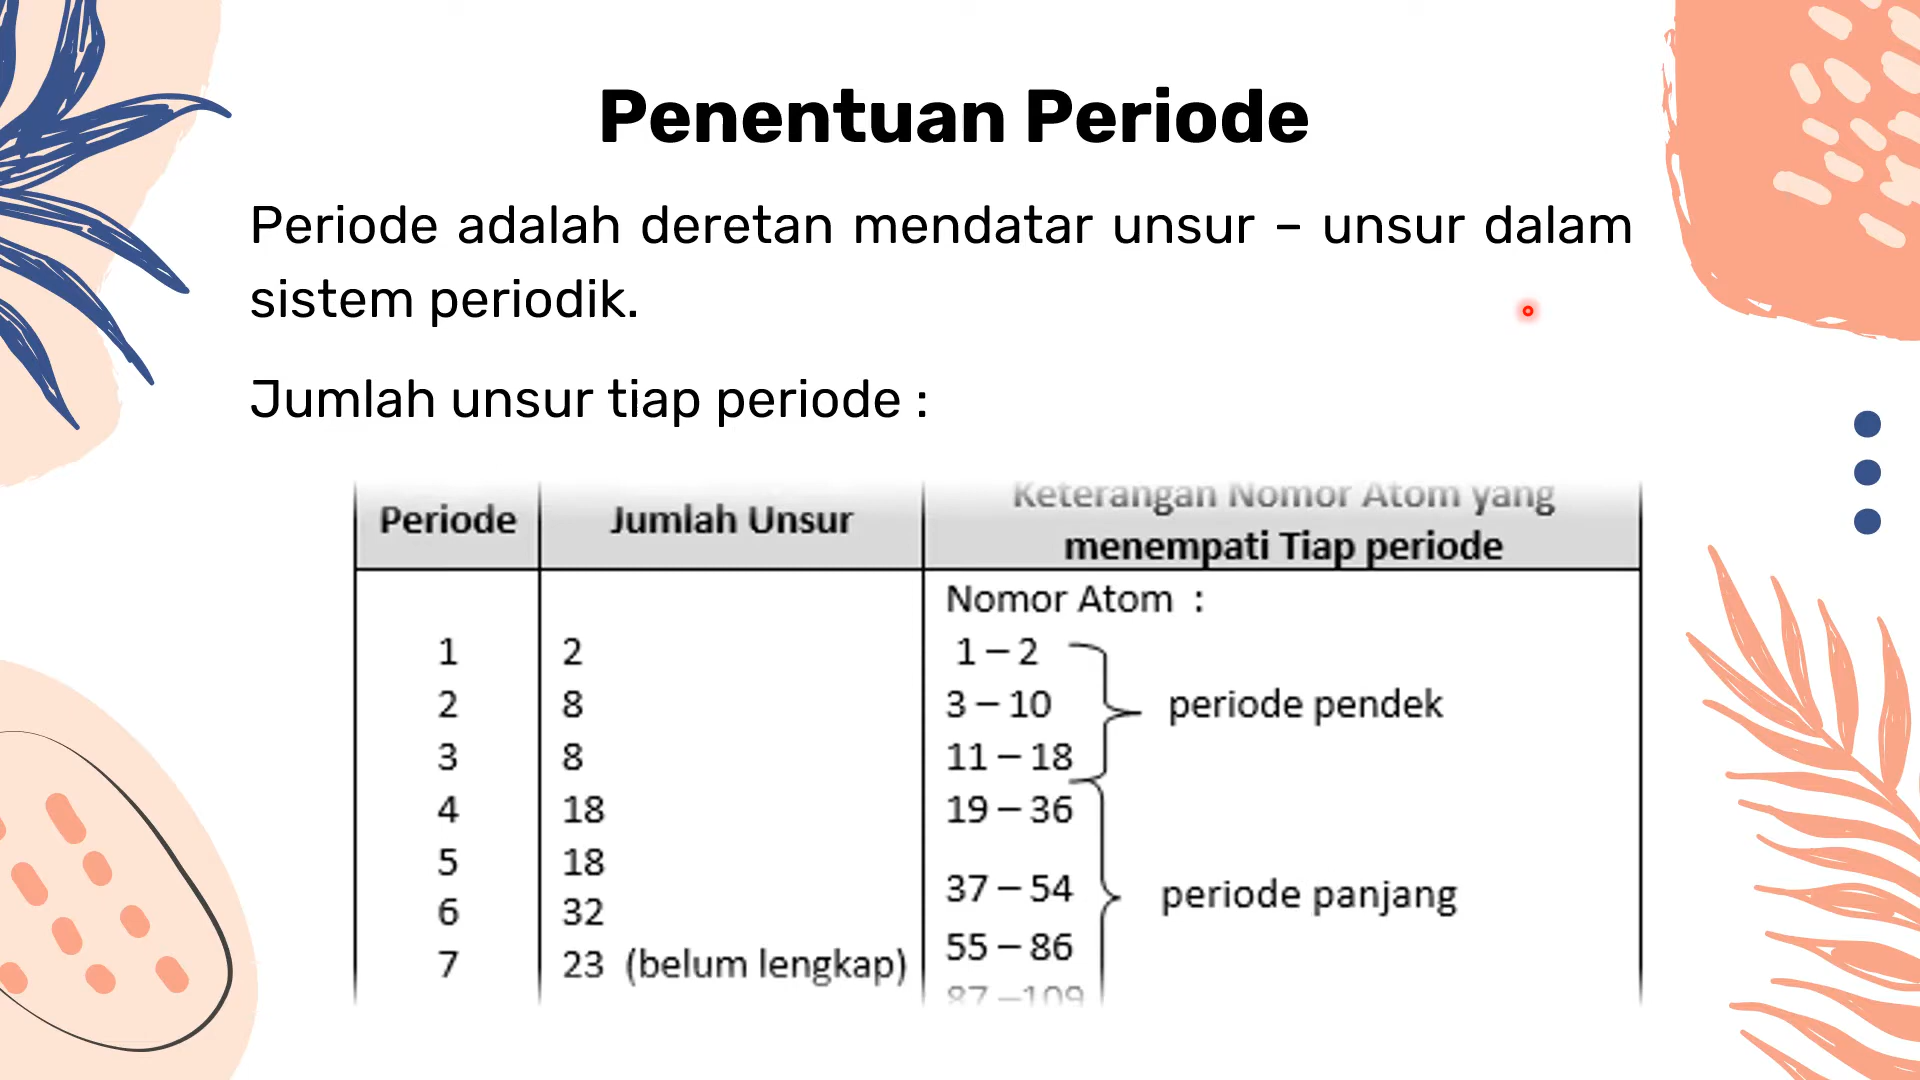 Penentuan Periode
Periode adalah deretan mendatar unsur – unsur dalam
sistem periodik.
Jumlah unsur tiap periode :
Periode Jumlah Unsur Keterangan Nomor Atom yang
menempati Tiap periode
Nomor Atom :
1 2 1 – 2
2 8 3 – 10 periode pendek
3 8 11 – 18
4 18 19 – 36
5 18 37 – 54 periode panjang
6 32 55 – 86
7 23 (belum lengkap) 87 –109